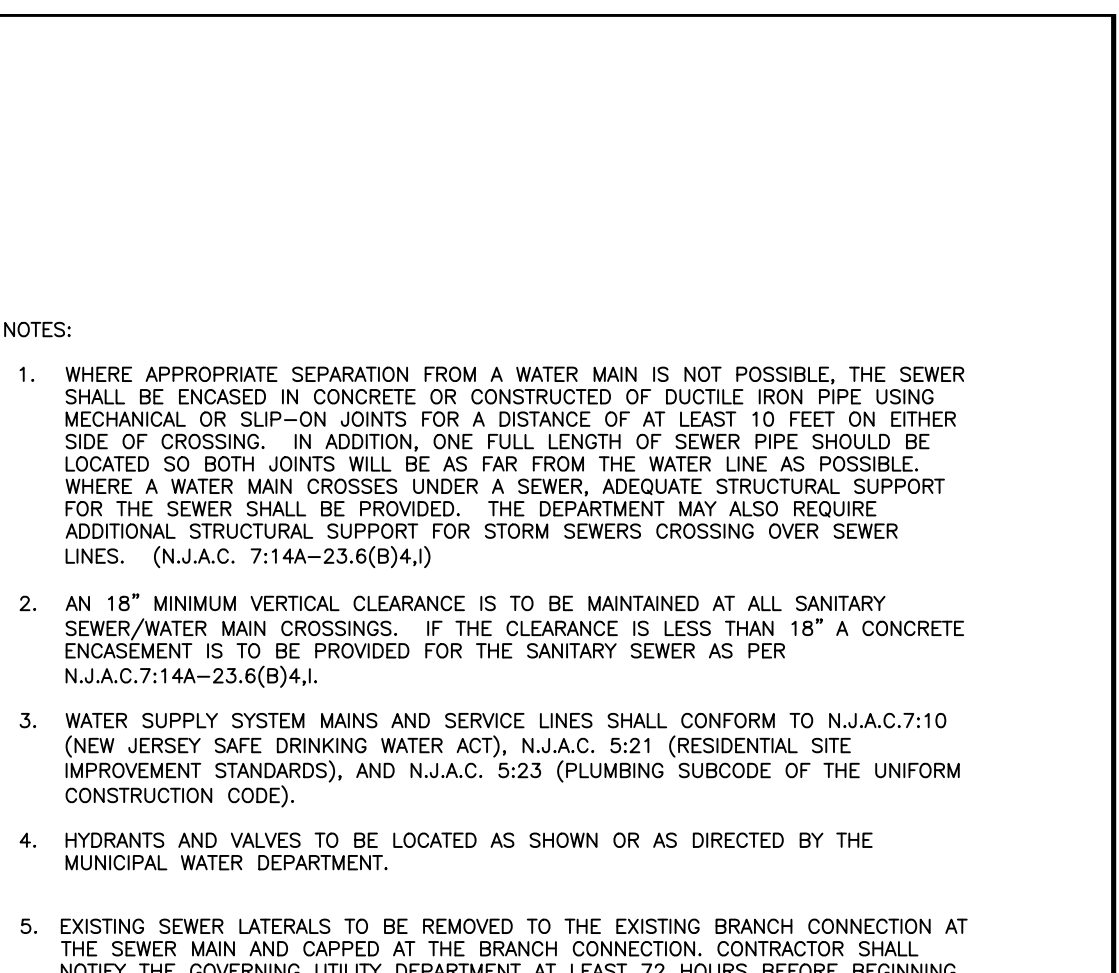 NOTES:
1. WHERE APPROPRIATE SEPARATION FROM A WATER MAIN IS NOT POSSIBLE, THE SEWER
SHALL BE ENCASED IN CONCRETE OR CONSTRUCTED OF DUCTILE IRON PIPE USING
MECHANICAL OR SLIP–ON JOINTS FOR A DISTANCE OF AT LEAST 10 FEET ON EITHER
SIDE OF CROSSING. IN ADDITION, ONE FULL LENGTH OF SEWER PIPE SHOULD BE
LOCATED SO BOTH JOINTS WILL BE AS FAR FROM THE WATER LINE AS POSSIBLE.
WHERE A WATER MAIN CROSSES UNDER A SEWER, ADEQUATE STRUCTURAL SUPPORT
FOR THE SEWER SHALL BE PROVIDED. THE DEPARTMENT MAY ALSO REQUIRE
ADDITIONAL STRUCTURAL SUPPORT FOR STORM SEWERS CROSSING OVER SEWER
LINES. (N.J.A.C. 7:14A–23.6(B)4,I)
2. AN 18" MINIMUM VERTICAL CLEARANCE IS TO BE MAINTAINED AT ALL SANITARY
SEWER/WATER MAIN CROSSINGS. IF THE CLEARANCE IS LESS THAN 18" A CONCRETE
ENCASEMENT IS TO BE PROVIDED FOR THE SANITARY SEWER AS PER
N.J.A.C.7:14A–23.6(B)4,I.
3. WATER SUPPLY SYSTEM MAINS AND SERVICE LINES SHALL CONFORM TO N.J.A.C.7:10
(NEW JERSEY SAFE DRINKING WATER ACT), N.J.A.C. 5:21 (RESIDENTIAL SITE
IMPROVEMENT STANDARDS), AND N.J.A.C. 5:23 (PLUMBING SUBCODE OF THE UNIFORM
CONSTRUCTION CODE).
4. HYDRANTS AND VALVES TO BE LOCATED AS SHOWN OR AS DIRECTED BY THE
MUNICIPAL WATER DEPARTMENT.
5. EXISTING SEWER LATERALS TO BE REMOVED TO THE EXISTING BRANCH CONNECTION AT
THE SEWER MAIN AND CAPPED AT THE BRANCH CONNECTION. CONTRACTOR SHALL
NOTIFY THE GOVERNING UTILITY DEPARTMENT AT LEAST 72 HOURS BEFORE BEGINNING